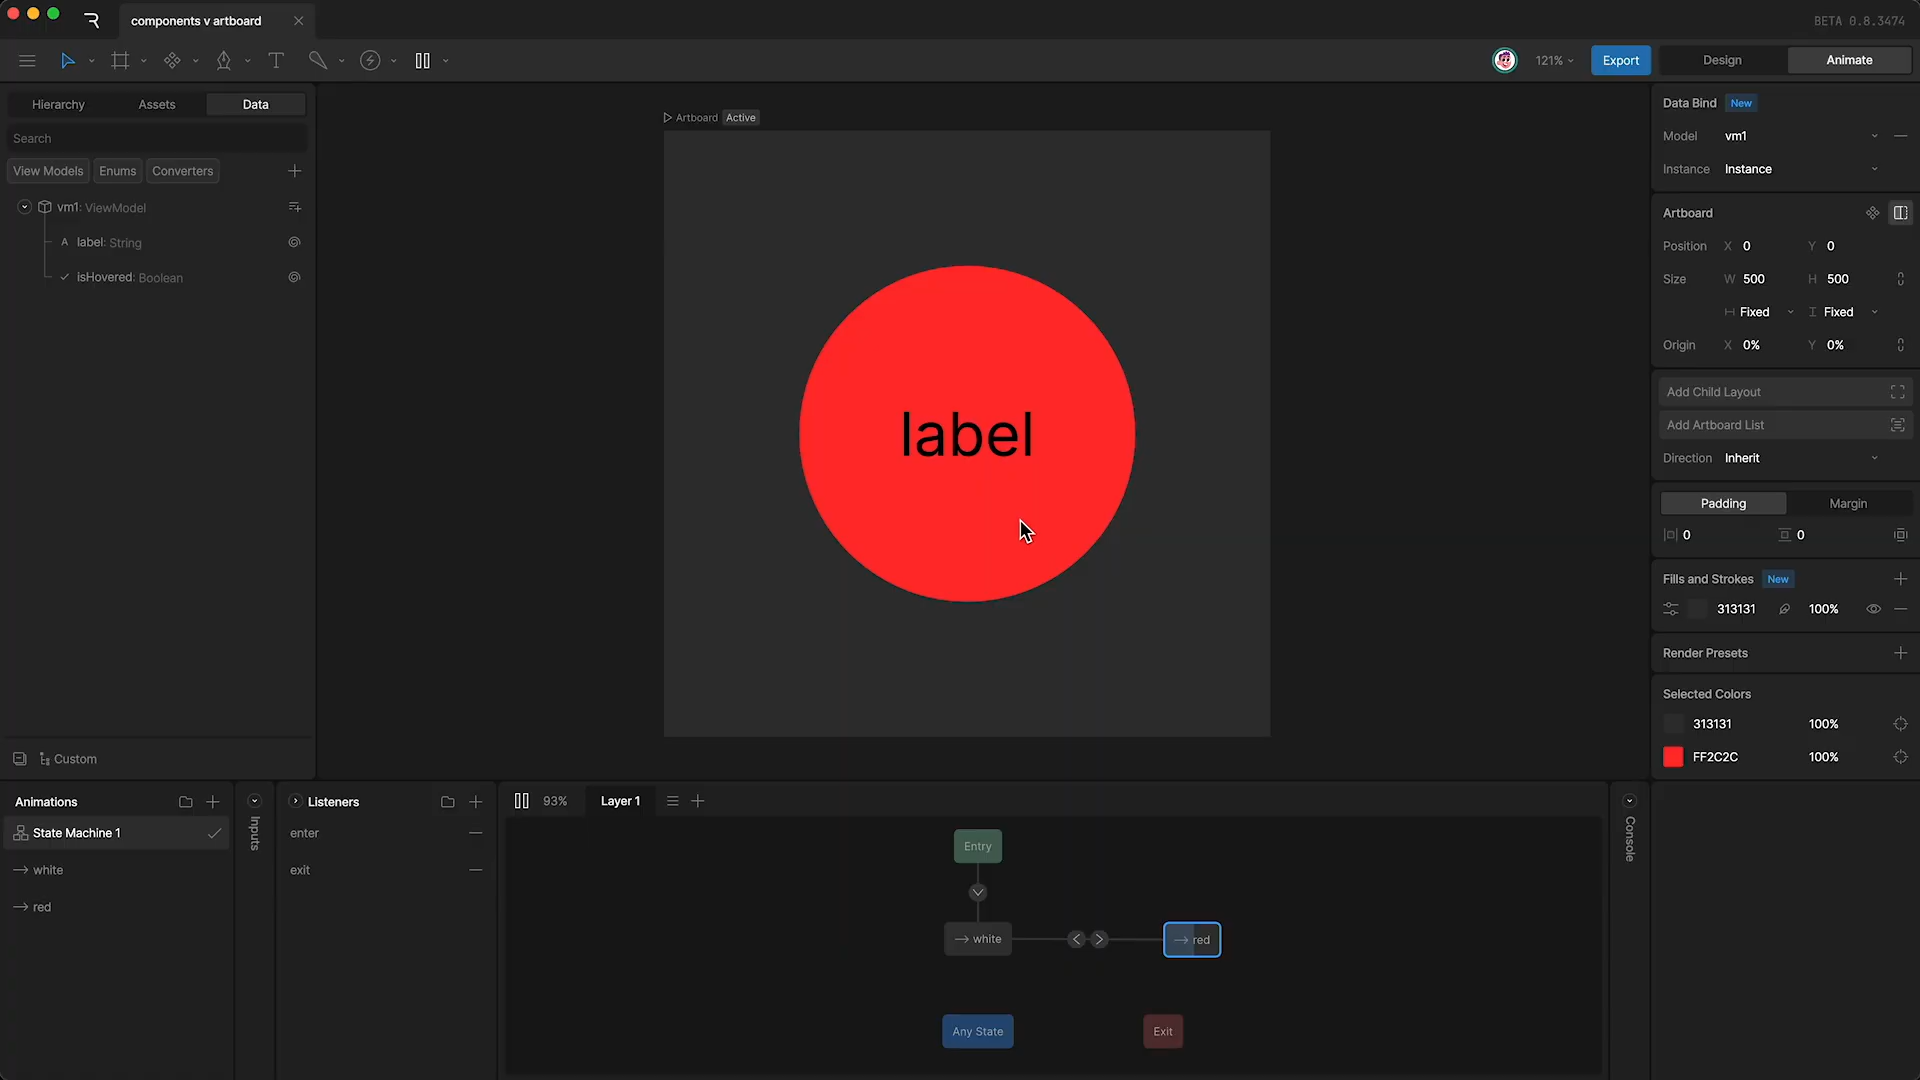 components v artboard
BETA 0.8.3474
121%
Export
Design
Animate
Hierarchy
Assets
Data
Search
View Models
Enums
Converters
vm1: ViewModel
A label: String
isHovered: Boolean
Custom
Artboard
Active
label
Data Bind New
Model vm1
Instance Instance
Artboard
Position X 0 Y 0
Size W 500 H 500
Fixed Fixed
Origin X 0% Y 0%
Add Child Layout
Add Artboard List
Direction Inherit
Padding Margin
0 0
Fills and Strokes New
313131 100%
Render Presets
Selected Colors
313131 100%
FF2C2C 100%
Animations
State Machine 1
white
red
Inputs
Listeners
enter
exit
93%
Layer 1
Entry
white
red
Any State
Exit
Console